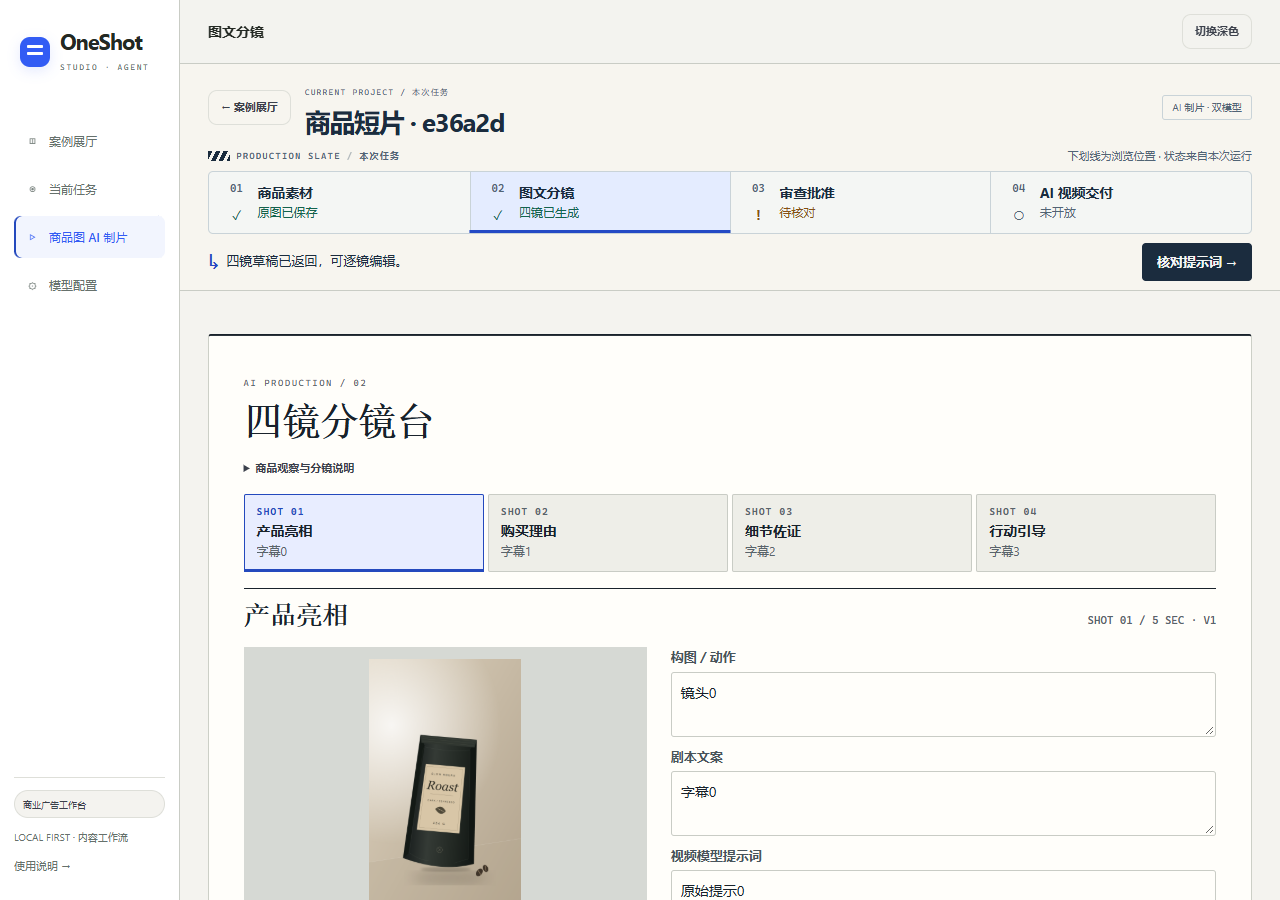 OneShot
STUDIO · AGENT
案例展厅
当前任务
商品图 AI 制片
模型配置
商业广告工作台
LOCAL FIRST · 内容工作流
使用说明 →
图文分镜
切换深色
← 案例展厅
CURRENT PROJECT / 本次任务
商品短片 · e36a2d
AI 制片 · 双模型
PRODUCTION SLATE / 本次任务
下划线为浏览位置 · 状态来自本次运行
01 商品素材
✓ 原图已保存
02 图文分镜
✓ 四镜已生成
03 审查批准
! 待核对
04 AI 视频交付
○ 未开放
↳ 四镜草稿已返回，可逐镜编辑。
核对提示词 →
AI PRODUCTION / 02
四镜分镜台
▶ 商品观察与分镜说明
SHOT 01
产品亮相
字幕0
SHOT 02
购买理由
字幕1
SHOT 03
细节佐证
字幕2
SHOT 04
行动引导
字幕3
产品亮相
SHOT 01 / 5 SEC · V1
Roast
构图 / 动作
镜头0
剧本文案
字幕0
视频模型提示词
原始提示0